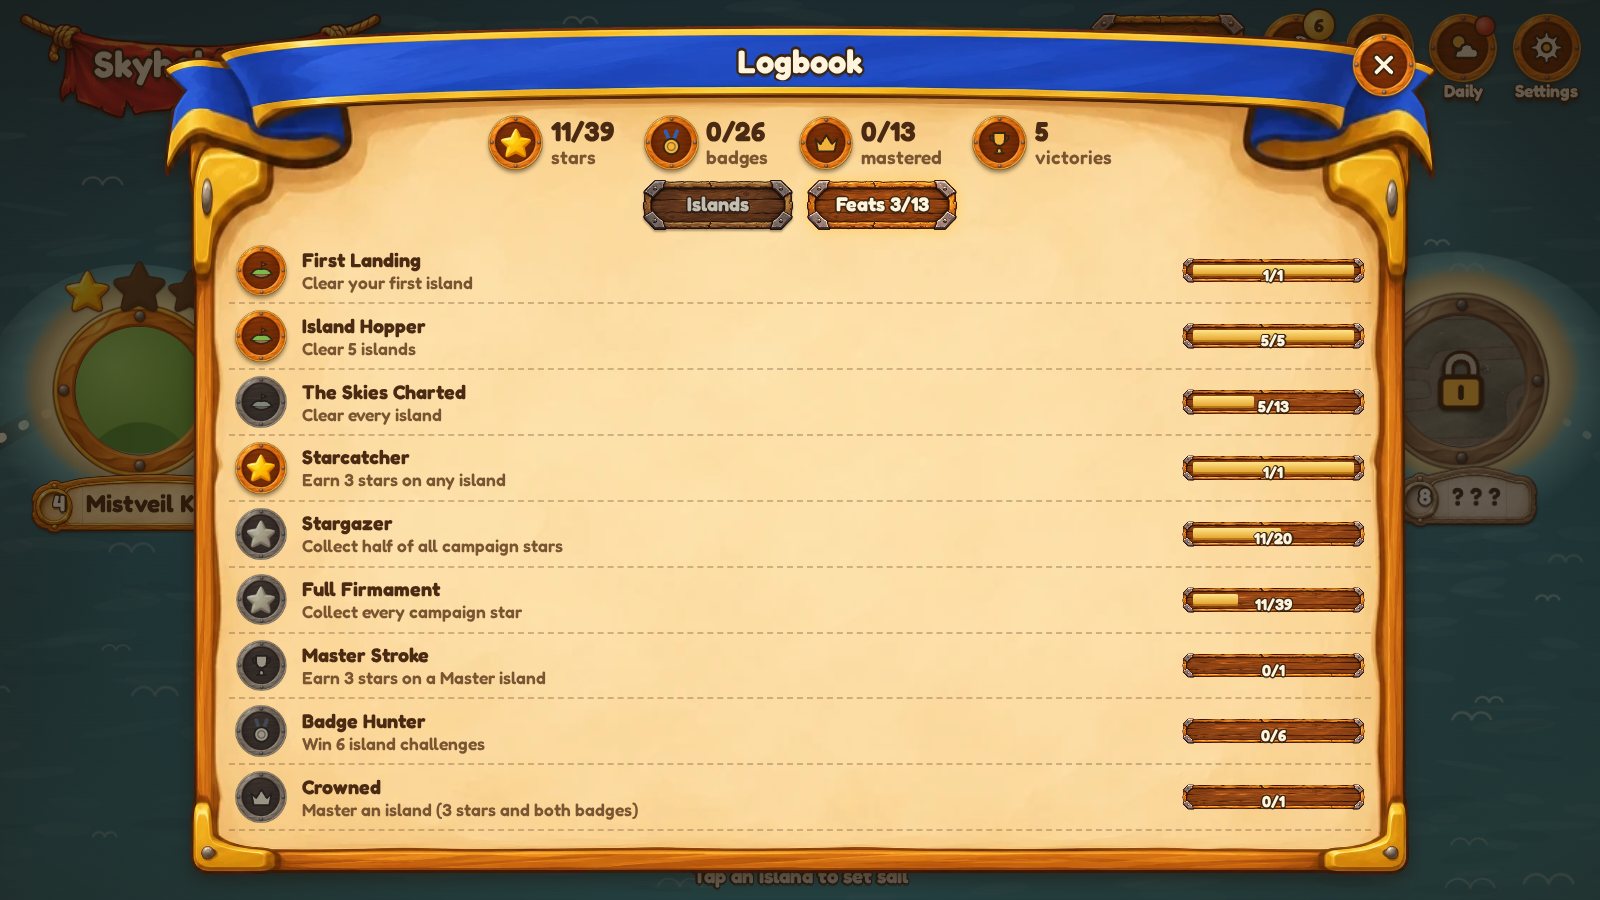 Logbook
6
Daily
Settings
11/39
stars
0/26
badges
0/13
mastered
5
victories
Islands
Feats 3/13
First Landing
Clear your first island
1/1
Island Hopper
Clear 5 islands
5/5
The Skies Charted
Clear every island
5/13
Starcatcher
Earn 3 stars on any island
1/1
Stargazer
Collect half of all campaign stars
11/20
Full Firmament
Collect every campaign star
11/39
Master Stroke
Earn 3 stars on a Master island
0/1
Badge Hunter
Win 6 island challenges
0/6
Crowned
Master an island (3 stars and both badges)
0/1
4 Mistveil K
8 ???
Tap an island to set sail